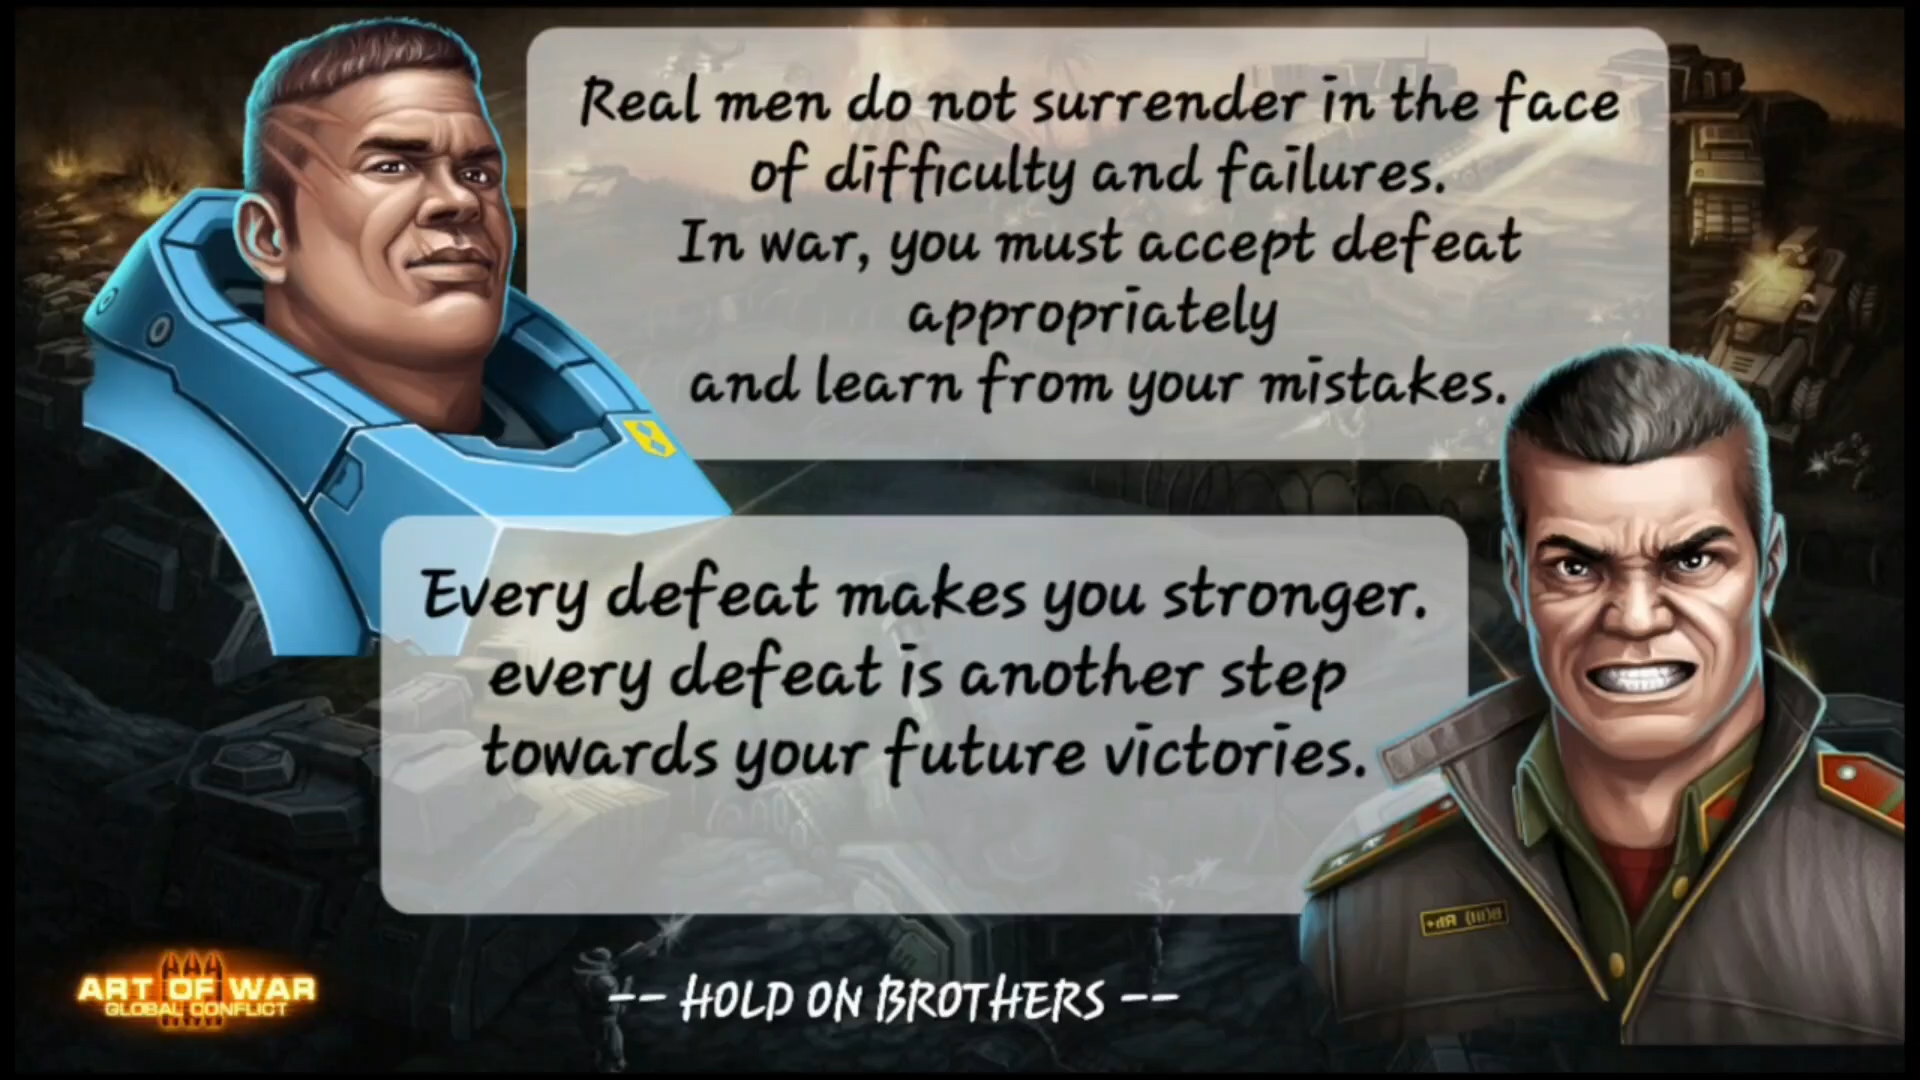 Real men do not surrender in the face
of difficulty and failures.
In war, you must accept defeat
appropriately
and learn from your mistakes.
Every defeat makes you stronger.
every defeat is another step
towards your future victories.
-- HOLD ON BROTHERS --
ART OF WAR
GLOBAL CONFLICT